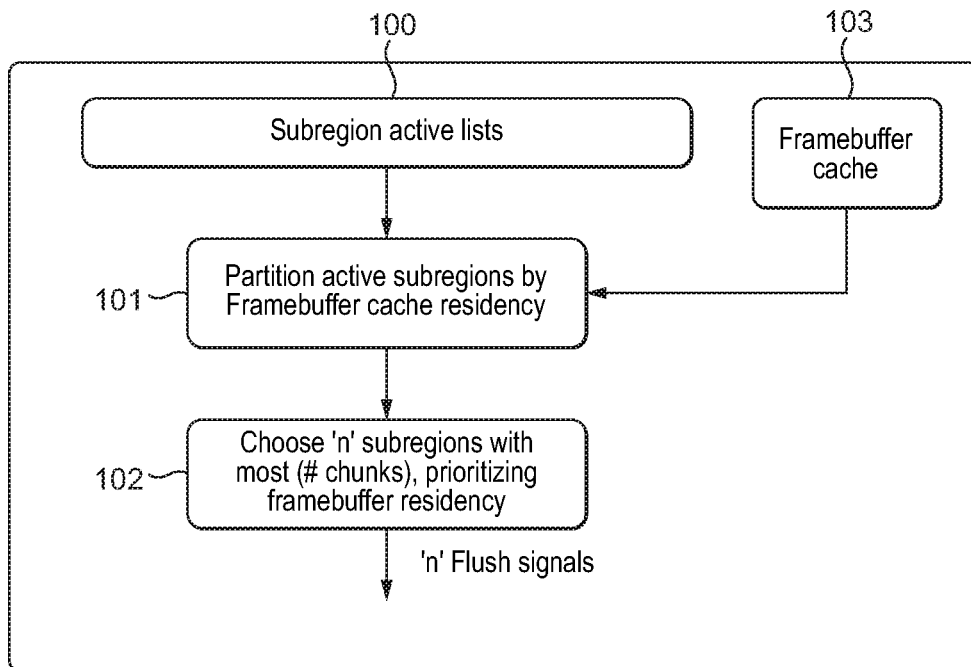 100
103
Subregion active lists
Framebuffer
cache
101
Partition active subregions by
Framebuffer cache residency
102
Choose 'n' subregions with
most (# chunks), prioritizing
framebuffer residency
'n' Flush signals